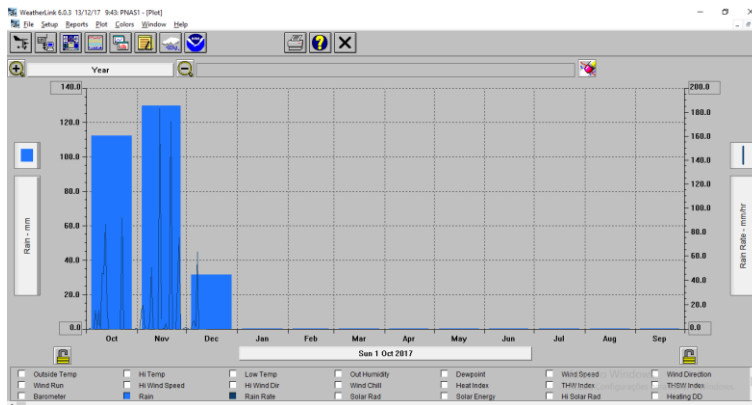 WeatherLink 6.0.3 13/12/17 9:43: PNAS1 - [Plot]
File Setup Reports Plot Colors Window Help
Year
140.0
120.0
100.0
80.0
60.0
40.0
20.0
0.0
200.0
180.0
160.0
140.0
120.0
100.0
80.0
60.0
40.0
20.0
0.0
Rain - mm
Rain Rate - mm/hr
Oct Nov Dec Jan Feb Mar Apr May Jun Jul Aug Sep
Sun 1 Oct 2017
Outside Temp Hi Temp Low Temp Out Humidity Dewpoint Wind Speed Wind Direction
Wind Run Hi Wind Speed Hi Wind Dir Wind Chill Heat Index THW Index THSW Index
Barometer Rain Rain Rate Solar Rad Solar Energy Hi Solar Rad Heating DD